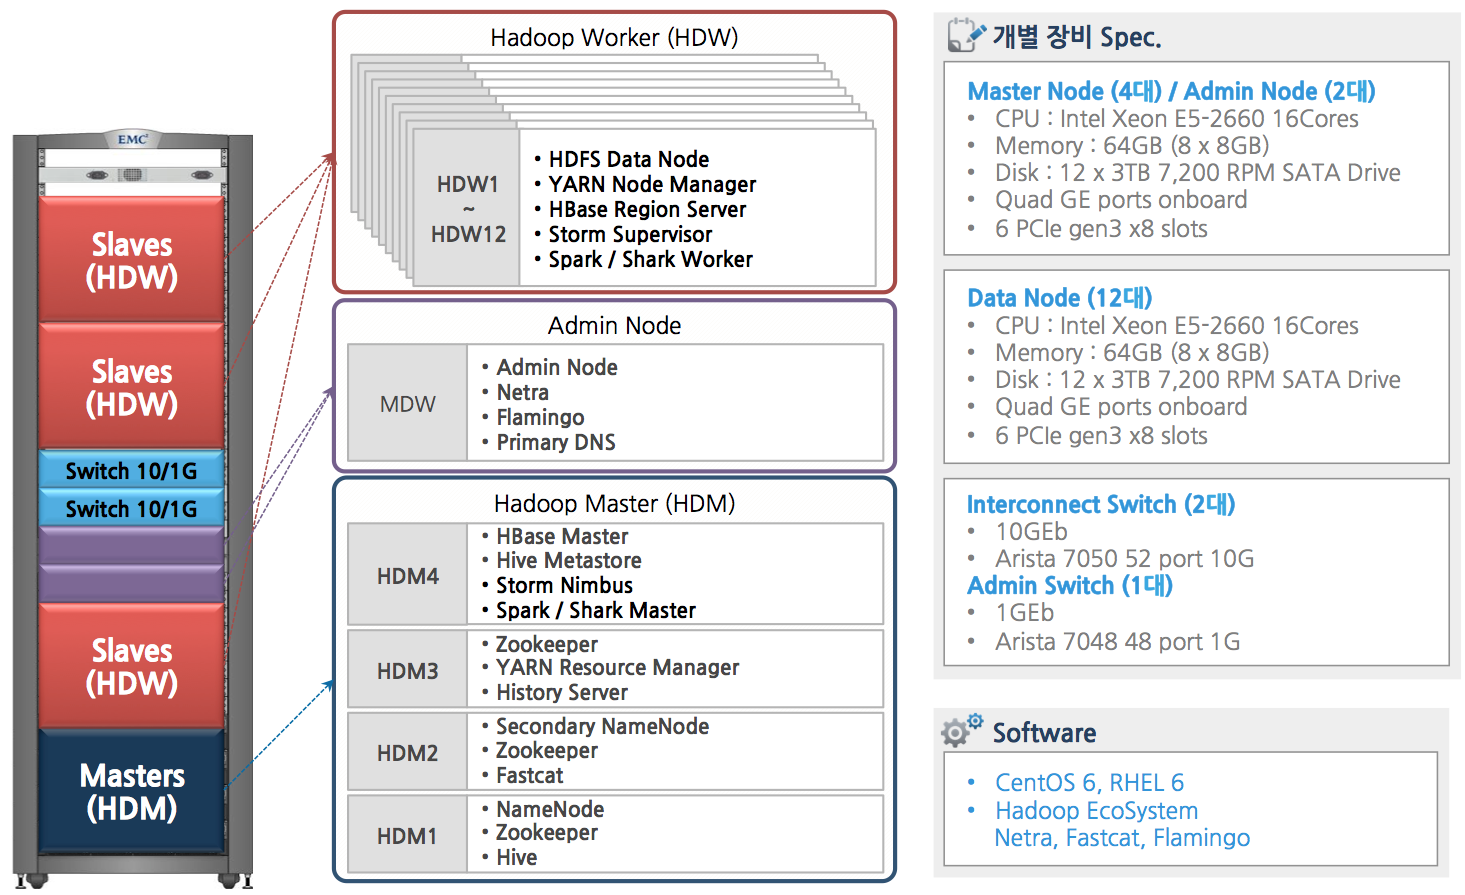 EMC²
Slaves
(HDW)
Slaves
(HDW)
Switch 10/1G
Switch 10/1G
Slaves
(HDW)
Masters
(HDM)
Hadoop Worker (HDW)
HDW1
~
HDW12
• HDFS Data Node
• YARN Node Manager
• HBase Region Server
• Storm Supervisor
• Spark / Shark Worker
Admin Node
MDW
• Admin Node
• Netra
• Flamingo
• Primary DNS
Hadoop Master (HDM)
HDM4
• HBase Master
• Hive Metastore
• Storm Nimbus
• Spark / Shark Master
HDM3
• Zookeeper
• YARN Resource Manager
• History Server
HDM2
• Secondary NameNode
• Zookeeper
• Fastcat
HDM1
• NameNode
• Zookeeper
• Hive
개별 장비 Spec.
Master Node (4대) / Admin Node (2대)
• CPU : Intel Xeon E5-2660 16Cores
• Memory : 64GB (8 x 8GB)
• Disk : 12 x 3TB 7,200 RPM SATA Drive
• Quad GE ports onboard
• 6 PCIe gen3 x8 slots
Data Node (12대)
• CPU : Intel Xeon E5-2660 16Cores
• Memory : 64GB (8 x 8GB)
• Disk : 12 x 3TB 7,200 RPM SATA Drive
• Quad GE ports onboard
• 6 PCIe gen3 x8 slots
Interconnect Switch (2대)
• 10GEb
• Arista 7050 52 port 10G
Admin Switch (1대)
• 1GEb
• Arista 7048 48 port 1G
Software
• CentOS 6, RHEL 6
• Hadoop EcoSystem
Netra, Fastcat, Flamingo